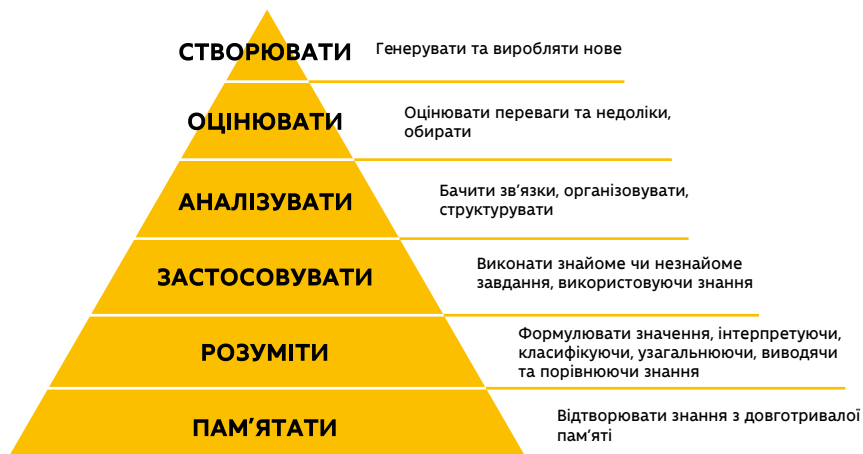 СТВОРЮВАТИ
Генерувати та виробляти нове
ОЦІНЮВАТИ
Оцінювати переваги та недоліки,
обирати
АНАЛІЗУВАТИ
Бачити зв’язки, організовувати,
структурувати
ЗАСТОСОВУВАТИ
Виконати знайоме чи незнайоме
завдання, використовуючи знання
РОЗУМІТИ
Формулювати значення, інтерпретуючи,
класифікуючи, узагальнюючи, виводячи
та порівнюючи знання
ПАМ’ЯТАТИ
Відтворювати знання з довготривалої
пам’яті